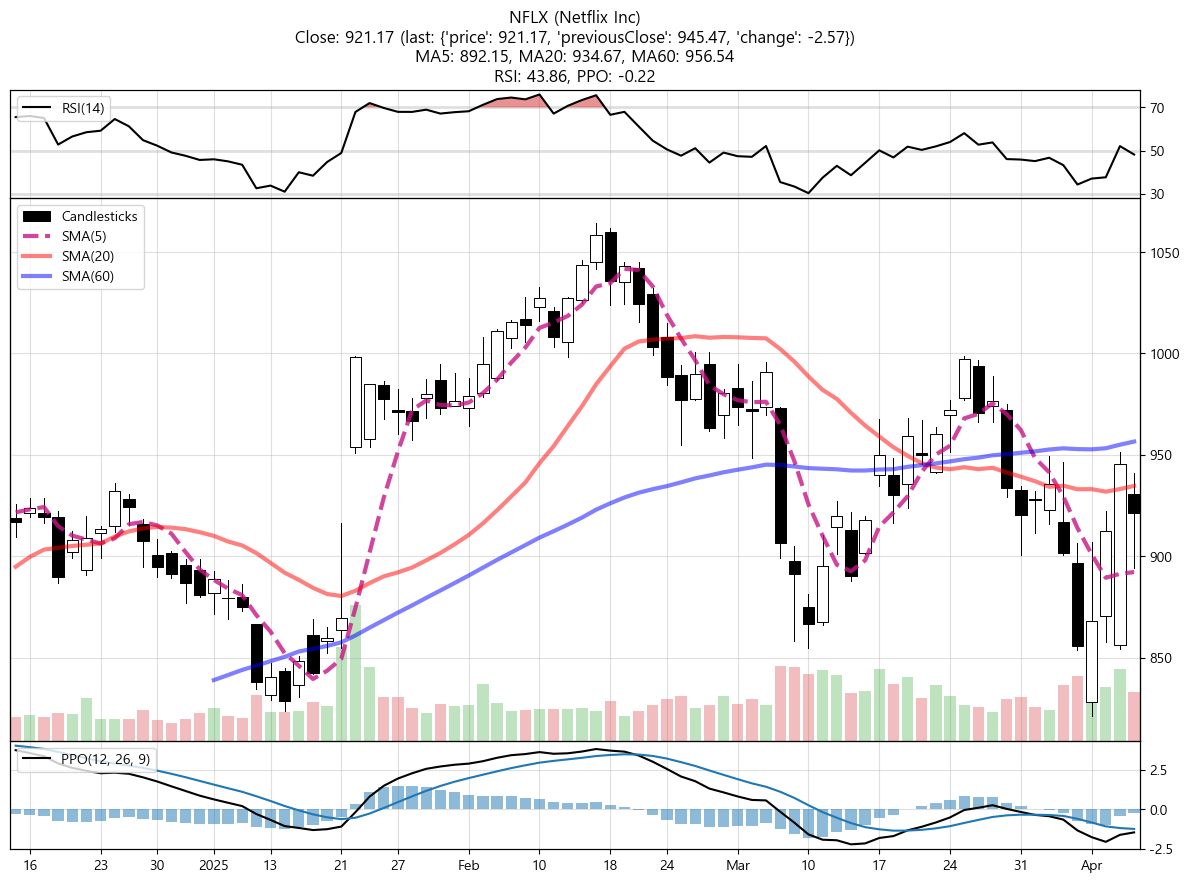 NFLX (Netflix Inc)
Close: 921.17 (last: {'price': 921.17, 'previousClose': 945.47, 'change': -2.57})
MA5: 892.15, MA20: 934.67, MA60: 956.54
RSI: 43.86, PPO: -0.22
RSI(14)
70
50
30
Candlesticks
SMA(5)
SMA(20)
SMA(60)
1050
1000
950
900
850
PPO(12, 26, 9)
2.5
0.0
-2.5
16 23 30 2025 13 21 27 Feb 10 18 24 Mar 10 17 24 31 Apr